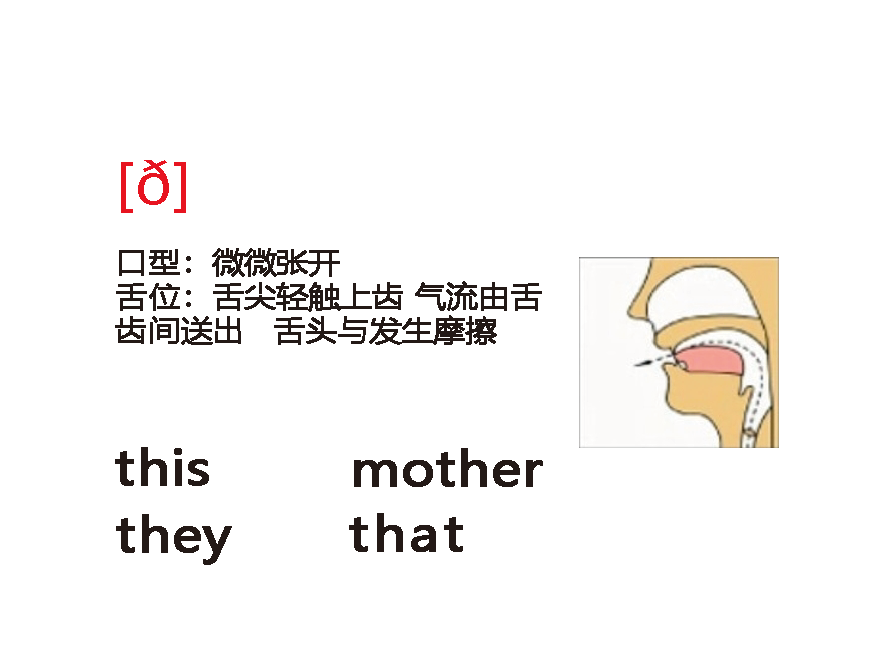 [ð]
口型：微微张开
舌位：舌尖轻触上齿 气流由舌
齿间送出 舌头与发生摩擦
this mother
they that